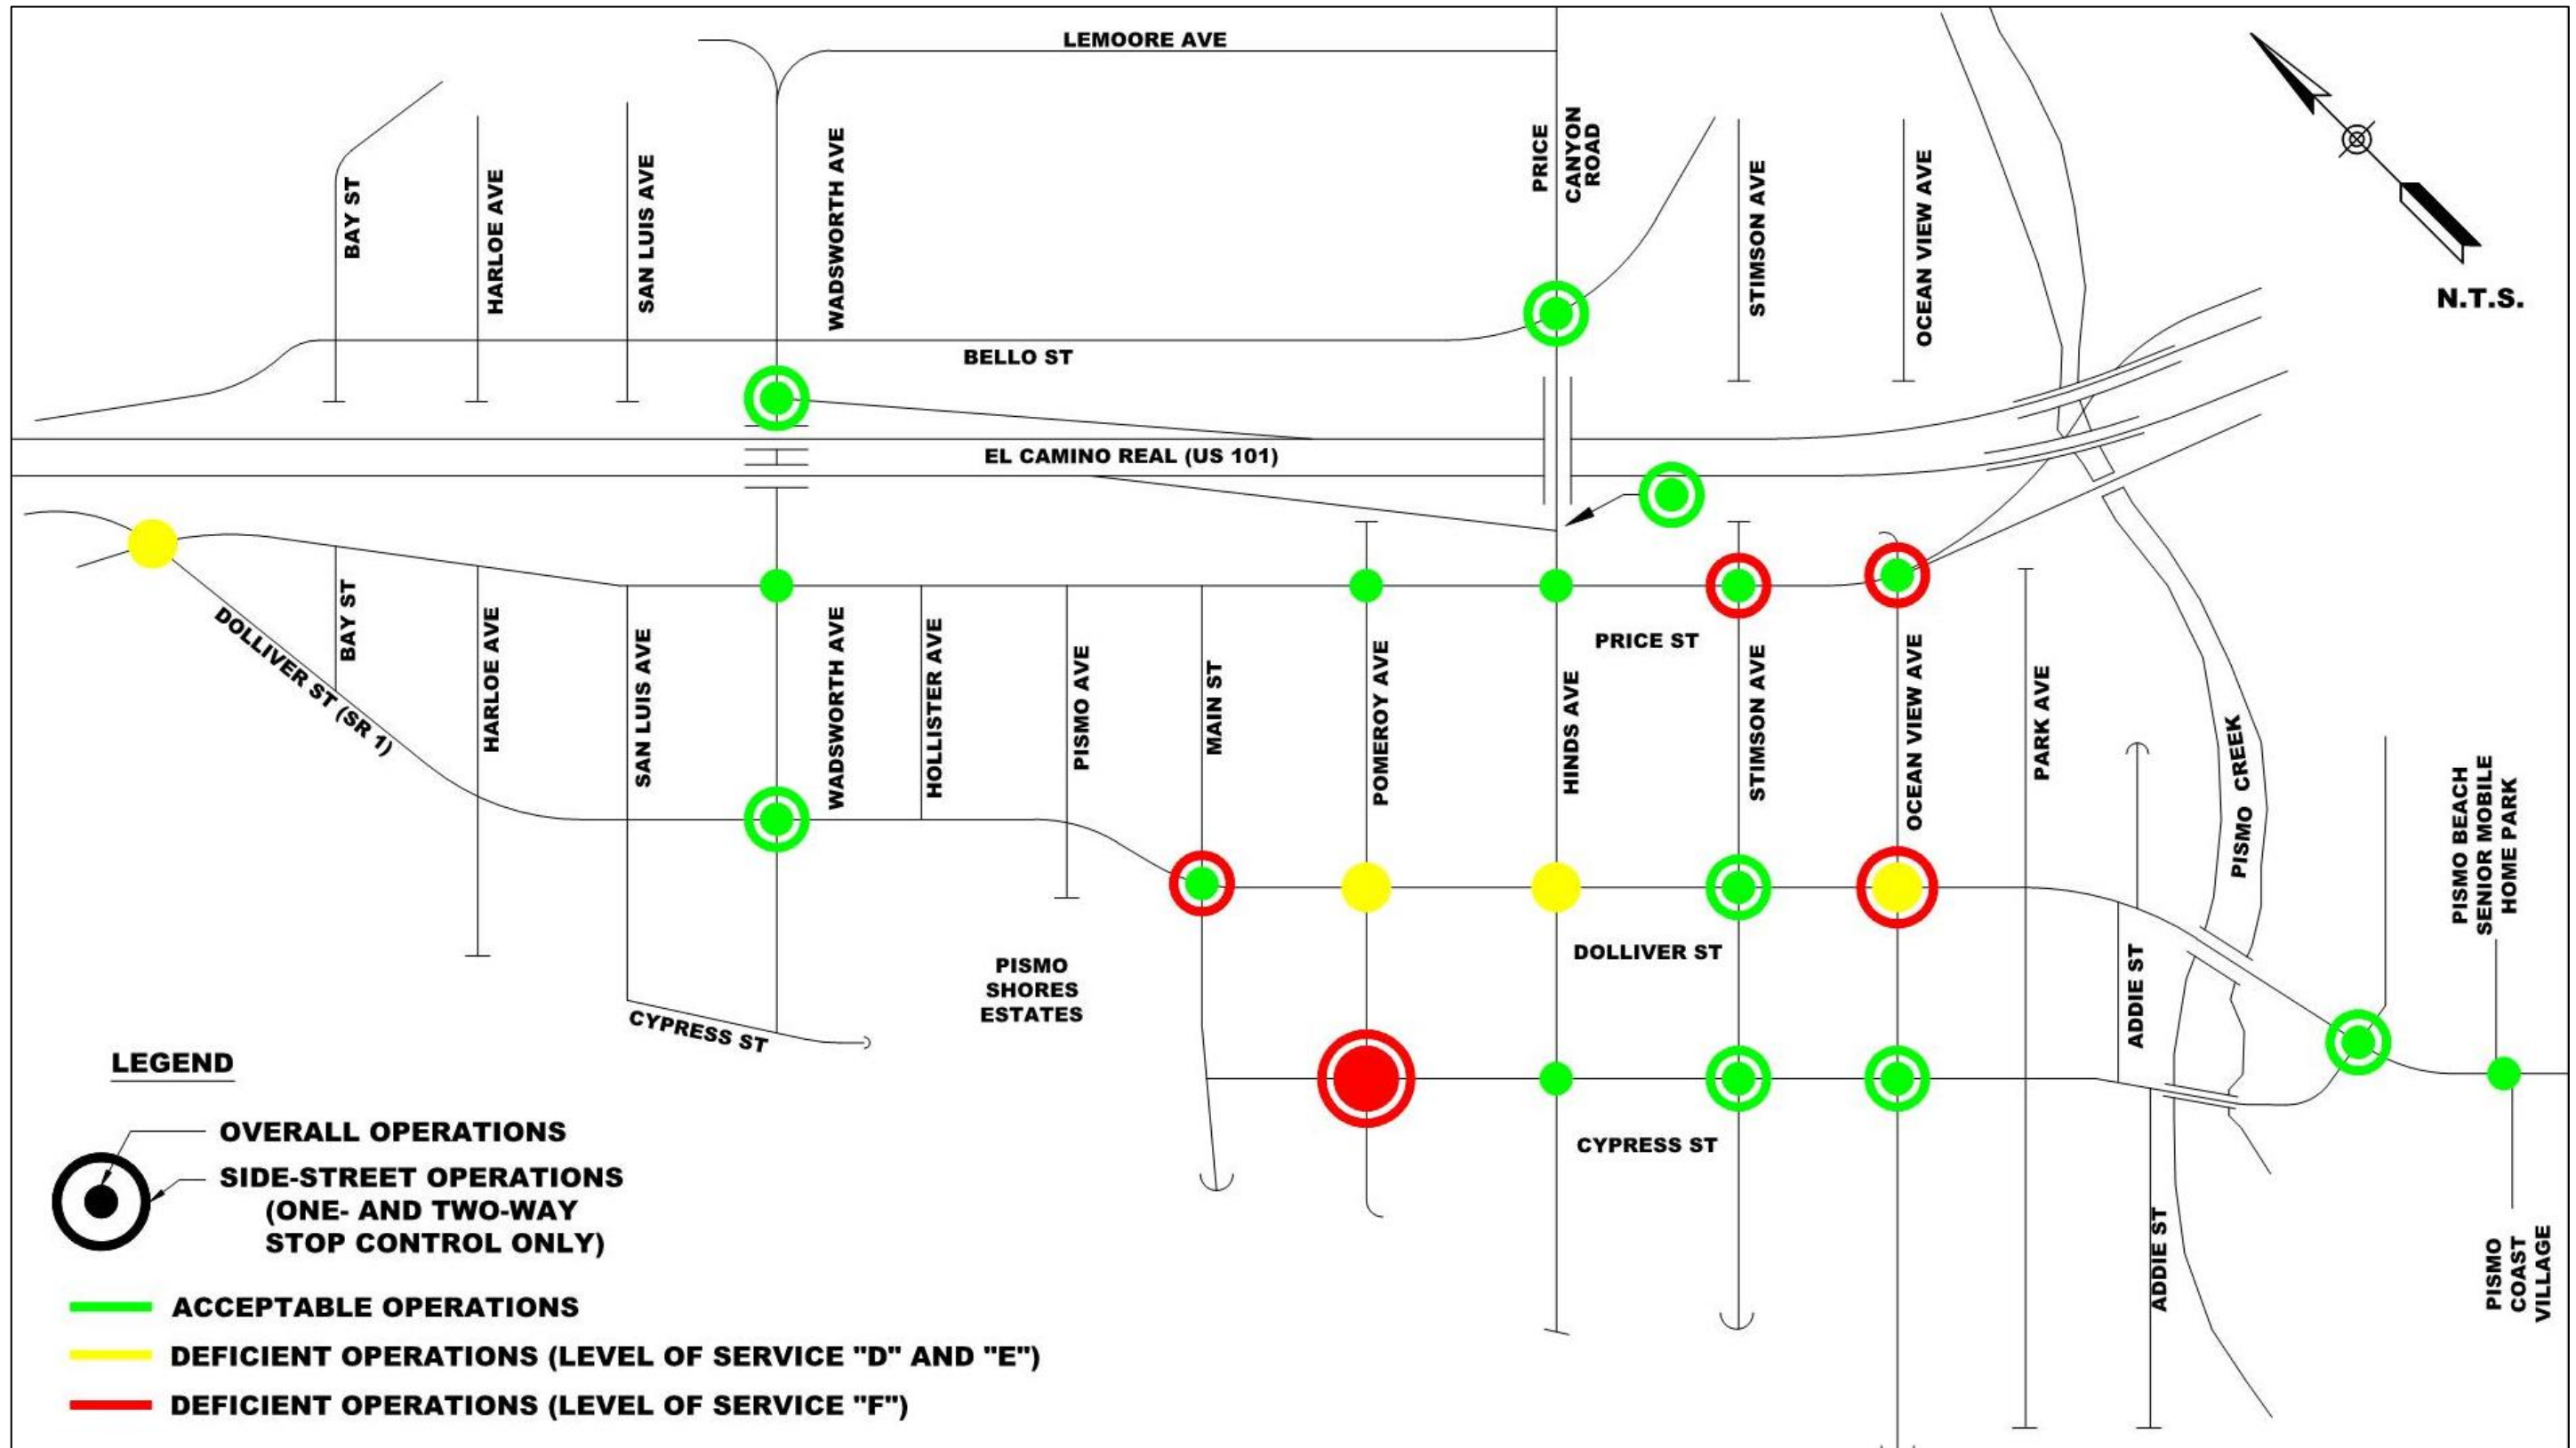 LEMOORE AVE
BAY ST
HARLOE AVE
SAN LUIS AVE
WADSWORTH AVE
PRICE
CANYON
ROAD
STIMSON AVE
OCEAN VIEW AVE
N.T.S.
BELLO ST
EL CAMINO REAL (US 101)
DOLLIVER ST (SR 1)
BAY ST
HARLOE AVE
SAN LUIS AVE
WADSWORTH AVE
HOLLISTER AVE
PISMO AVE
MAIN ST
POMEROY AVE
HINDS AVE
PRICE ST
STIMSON AVE
OCEAN VIEW AVE
PARK AVE
PISMO CREEK
PISMO BEACH
SENIOR MOBILE
HOME PARK
DOLLIVER ST
PISMO
SHORES
ESTATES
CYPRESS ST
ADDIE ST
CYPRESS ST
ADDIE ST
PISMO
COAST
VILLAGE
LEGEND
OVERALL OPERATIONS
SIDE-STREET OPERATIONS
(ONE- AND TWO-WAY
STOP CONTROL ONLY)
ACCEPTABLE OPERATIONS
DEFICIENT OPERATIONS (LEVEL OF SERVICE "D" AND "E")
DEFICIENT OPERATIONS (LEVEL OF SERVICE "F")